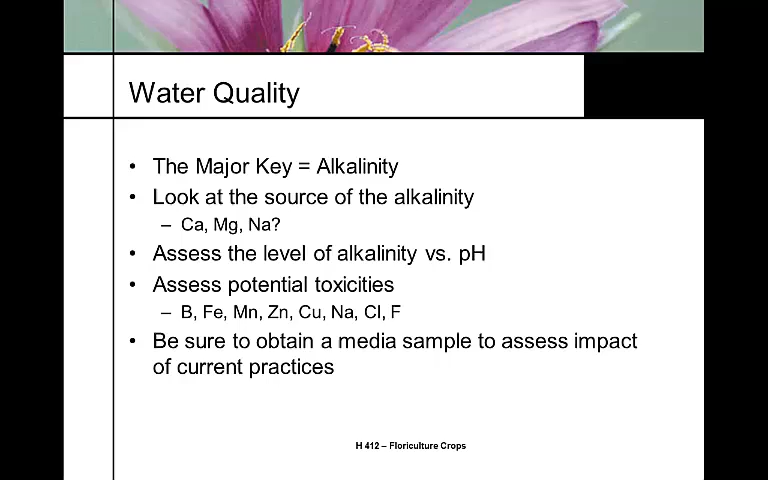 Water Quality
• The Major Key = Alkalinity
• Look at the source of the alkalinity
– Ca, Mg, Na?
• Assess the level of alkalinity vs. pH
• Assess potential toxicities
– B, Fe, Mn, Zn, Cu, Na, Cl, F
• Be sure to obtain a media sample to assess impact
of current practices
H 412 – Floriculture Crops